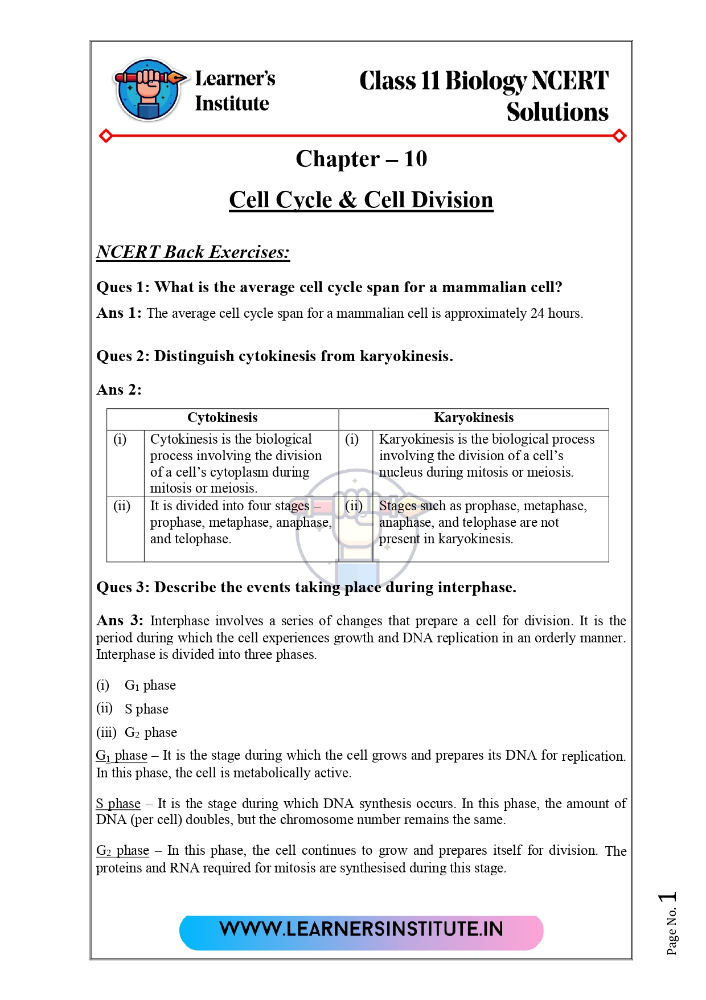 Learner's
Institute
Class 11 Biology NCERT
Solutions
Chapter – 10
Cell Cycle & Cell Division
NCERT Back Exercises:
Ques 1: What is the average cell cycle span for a mammalian cell?
Ans 1: The average cell cycle span for a mammalian cell is approximately 24 hours.
Ques 2: Distinguish cytokinesis from karyokinesis.
Ans 2:
Cytokinesis
Karyokinesis
(i) Cytokinesis is the biological
process involving the division
of a cell's cytoplasm during
mitosis or meiosis.
(i) Karyokinesis is the biological process
involving the division of a cell's
nucleus during mitosis or meiosis.
(ii) It is divided into four stages –
prophase, metaphase, anaphase,
and telophase.
(ii) Stages such as prophase, metaphase,
anaphase, and telophase are not
present in karyokinesis.
Ques 3: Describe the events taking place during interphase.
Ans 3: Interphase involves a series of changes that prepare a cell for division. It is the
period during which the cell experiences growth and DNA replication in an orderly manner.
Interphase is divided into three phases.
(i) G₁ phase
(ii) S phase
(iii) G₂ phase
G₁ phase – It is the stage during which the cell grows and prepares its DNA for replication.
In this phase, the cell is metabolically active.
S phase – It is the stage during which DNA synthesis occurs. In this phase, the amount of
DNA (per cell) doubles, but the chromosome number remains the same.
G₂ phase – In this phase, the cell continues to grow and prepares itself for division. The
proteins and RNA required for mitosis are synthesised during this stage.
WWW.LEARNERSINSTITUTE.IN
Page No. 1